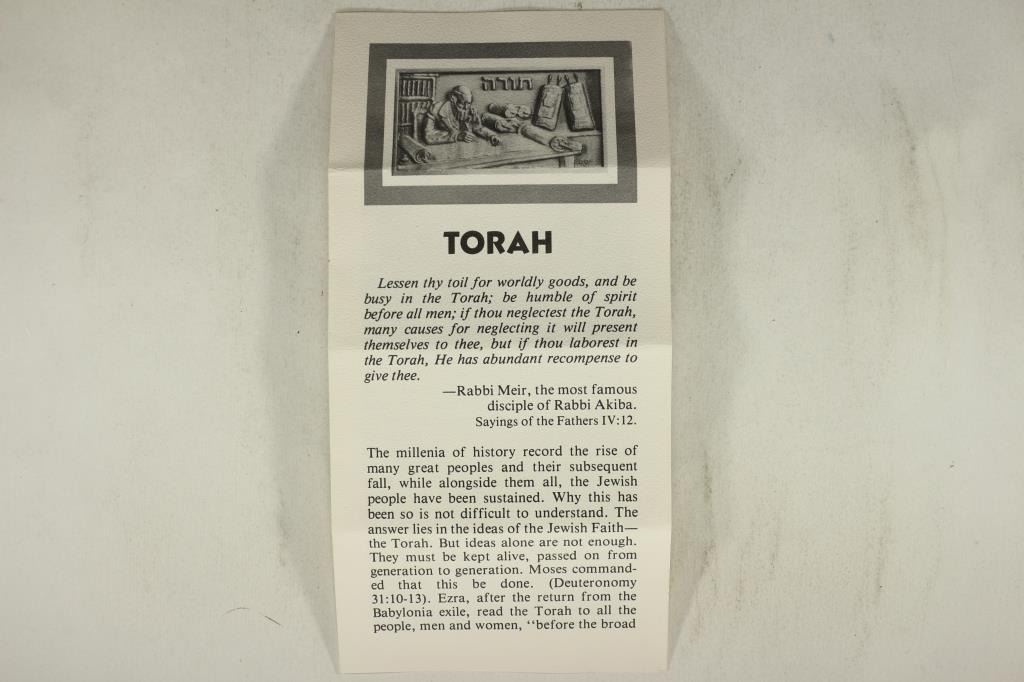 תורה
TORAH
Lessen thy toil for worldly goods, and be
busy in the Torah; be humble of spirit
before all men; if thou neglectest the Torah,
many causes for neglecting it will present
themselves to thee, but if thou laborest in
the Torah, He has abundant recompense to
give thee.
—Rabbi Meir, the most famous
disciple of Rabbi Akiba.
Sayings of the Fathers IV:12.
The millenia of history record the rise of
many great peoples and their subsequent
fall, while alongside them all, the Jewish
people have been sustained. Why this has
been so is not difficult to understand. The
answer lies in the ideas of the Jewish Faith—
the Torah. But ideas alone are not enough.
They must be kept alive, passed on from
generation to generation. Moses command-
ed that this be done. (Deuteronomy
31:10-13). Ezra, after the return from the
Babylonia exile, read the Torah to all the
people, men and women, ‘‘before the broad